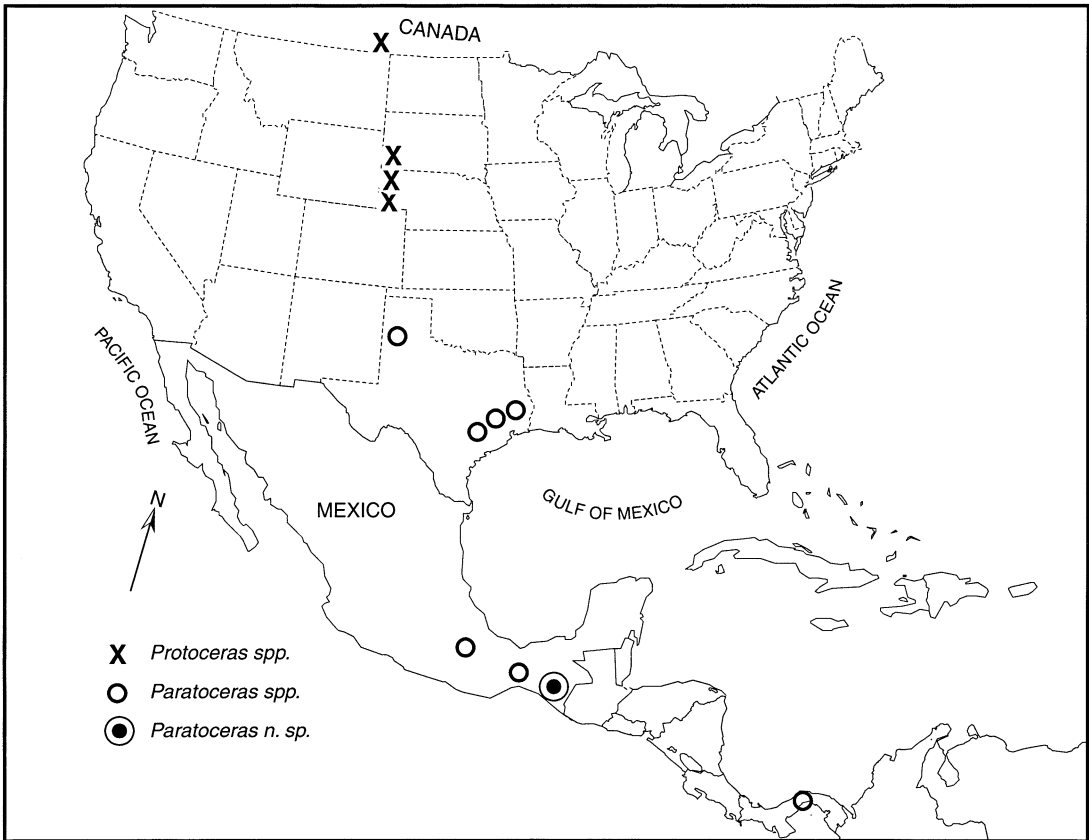 CANADA
X
X
X
X
PACIFIC OCEAN
ATLANTIC OCEAN
GULF OF MEXICO
MEXICO
N
X Protoceras spp.
Paratoceras spp.
Paratoceras n. sp.